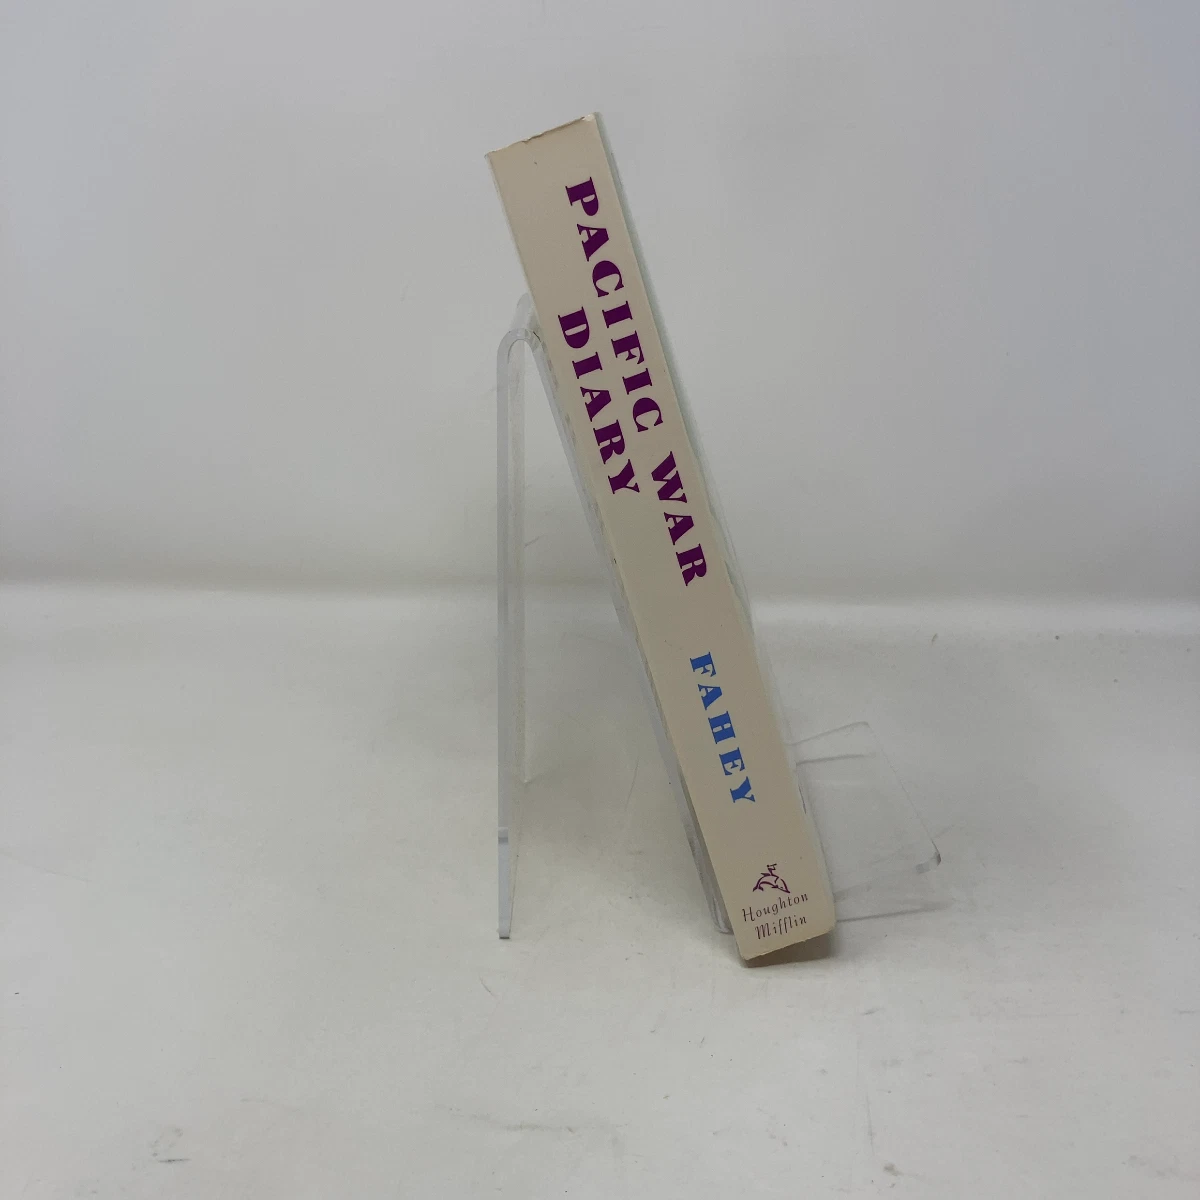 PACIFIC WAR
DIARY
FAHEY
Houghton
Mifflin